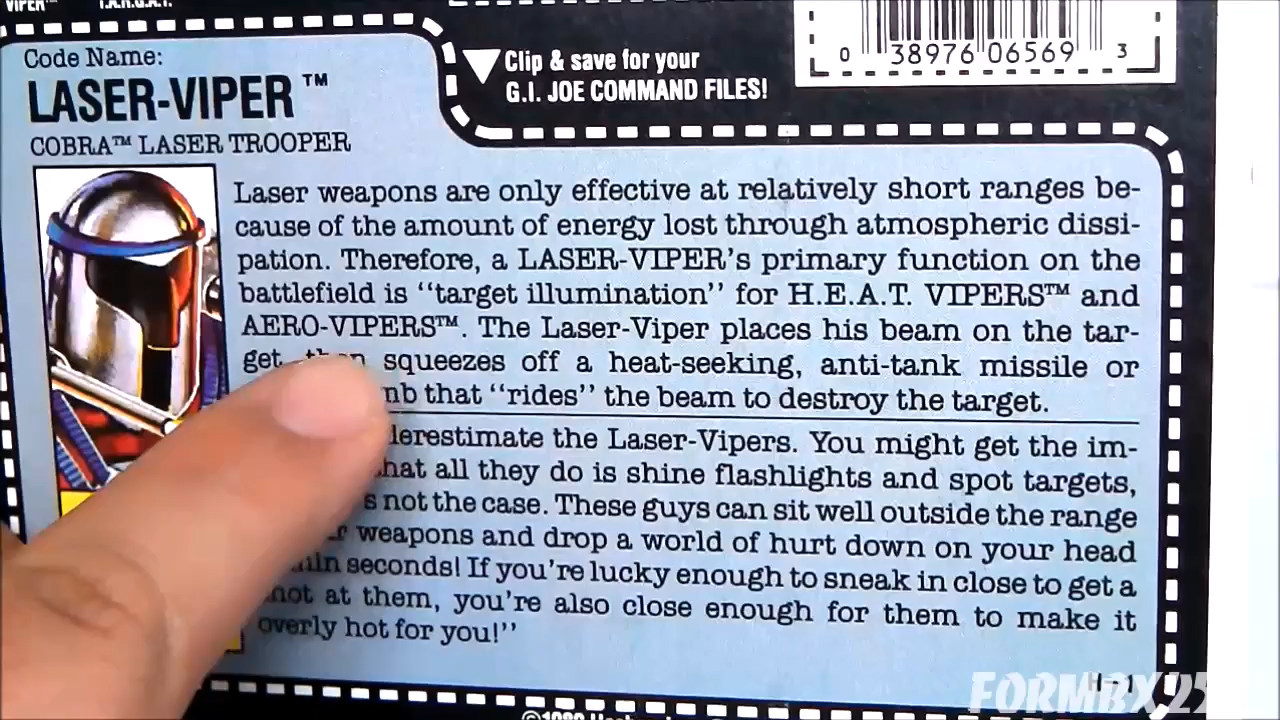 VIPER™ T.A.R.G.A.T.
Code Name:
LASER-VIPER™
COBRA™ LASER TROOPER
Clip & save for your
G.I. JOE COMMAND FILES!
0 38976 06569 3
Laser weapons are only effective at relatively short ranges be-
cause of the amount of energy lost through atmospheric dissi-
pation. Therefore, a LASER-VIPER's primary function on the
battlefield is "target illumination" for H.E.A.T. VIPERS™ and
AERO-VIPERS™. The Laser-Viper places his beam on the tar-
get, then squeezes off a heat-seeking, anti-tank missile or
that "rides" the beam to destroy the target.
the Laser-Vipers. You might get the im-
all they do is shine flashlights and spot targets,
not the case. These guys can sit well outside the range
weapons and drop a world of hurt down on your head
seconds! If you're lucky enough to sneak in close to get a
at them, you're also close enough for them to make it
overly hot for you!"
FORMBX257